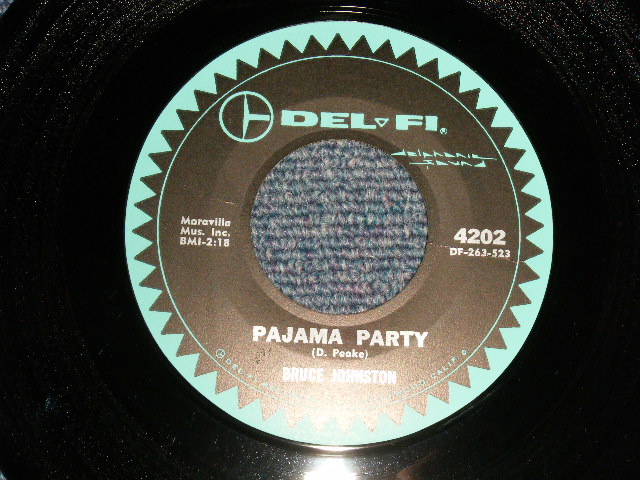 DEL-FI®
Maravilla
Mus. Inc.
BMI-2:18
4202
DF-263-523
PAJAMA PARTY
(D. Peake)
BRUCE JOHNSTON